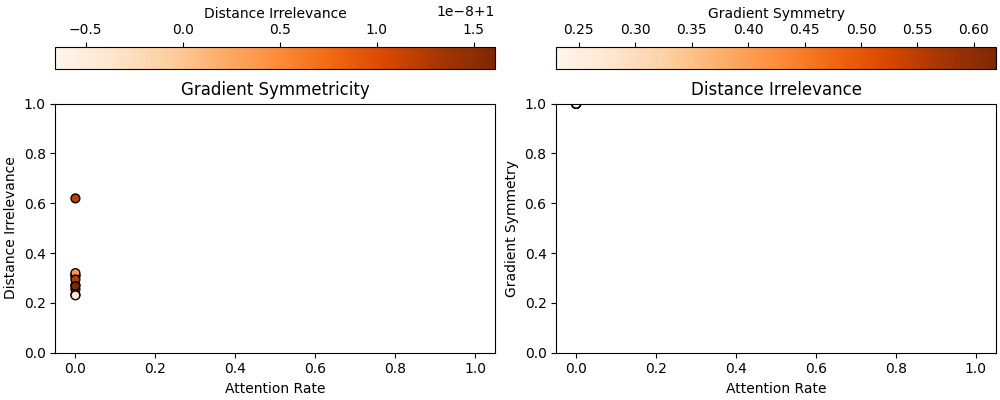 Distance Irrelevance
1e−8+1
−0.5 0.0 0.5 1.0 1.5
Gradient Symmetricity
1.0
0.8
0.6
0.4
0.2
0.0
Distance Irrelevance
0.0 0.2 0.4 0.6 0.8 1.0
Attention Rate
Gradient Symmetry
0.25 0.30 0.35 0.40 0.45 0.50 0.55 0.60
Distance Irrelevance
1.0
0.8
0.6
0.4
0.2
0.0
Gradient Symmetry
0.0 0.2 0.4 0.6 0.8 1.0
Attention Rate